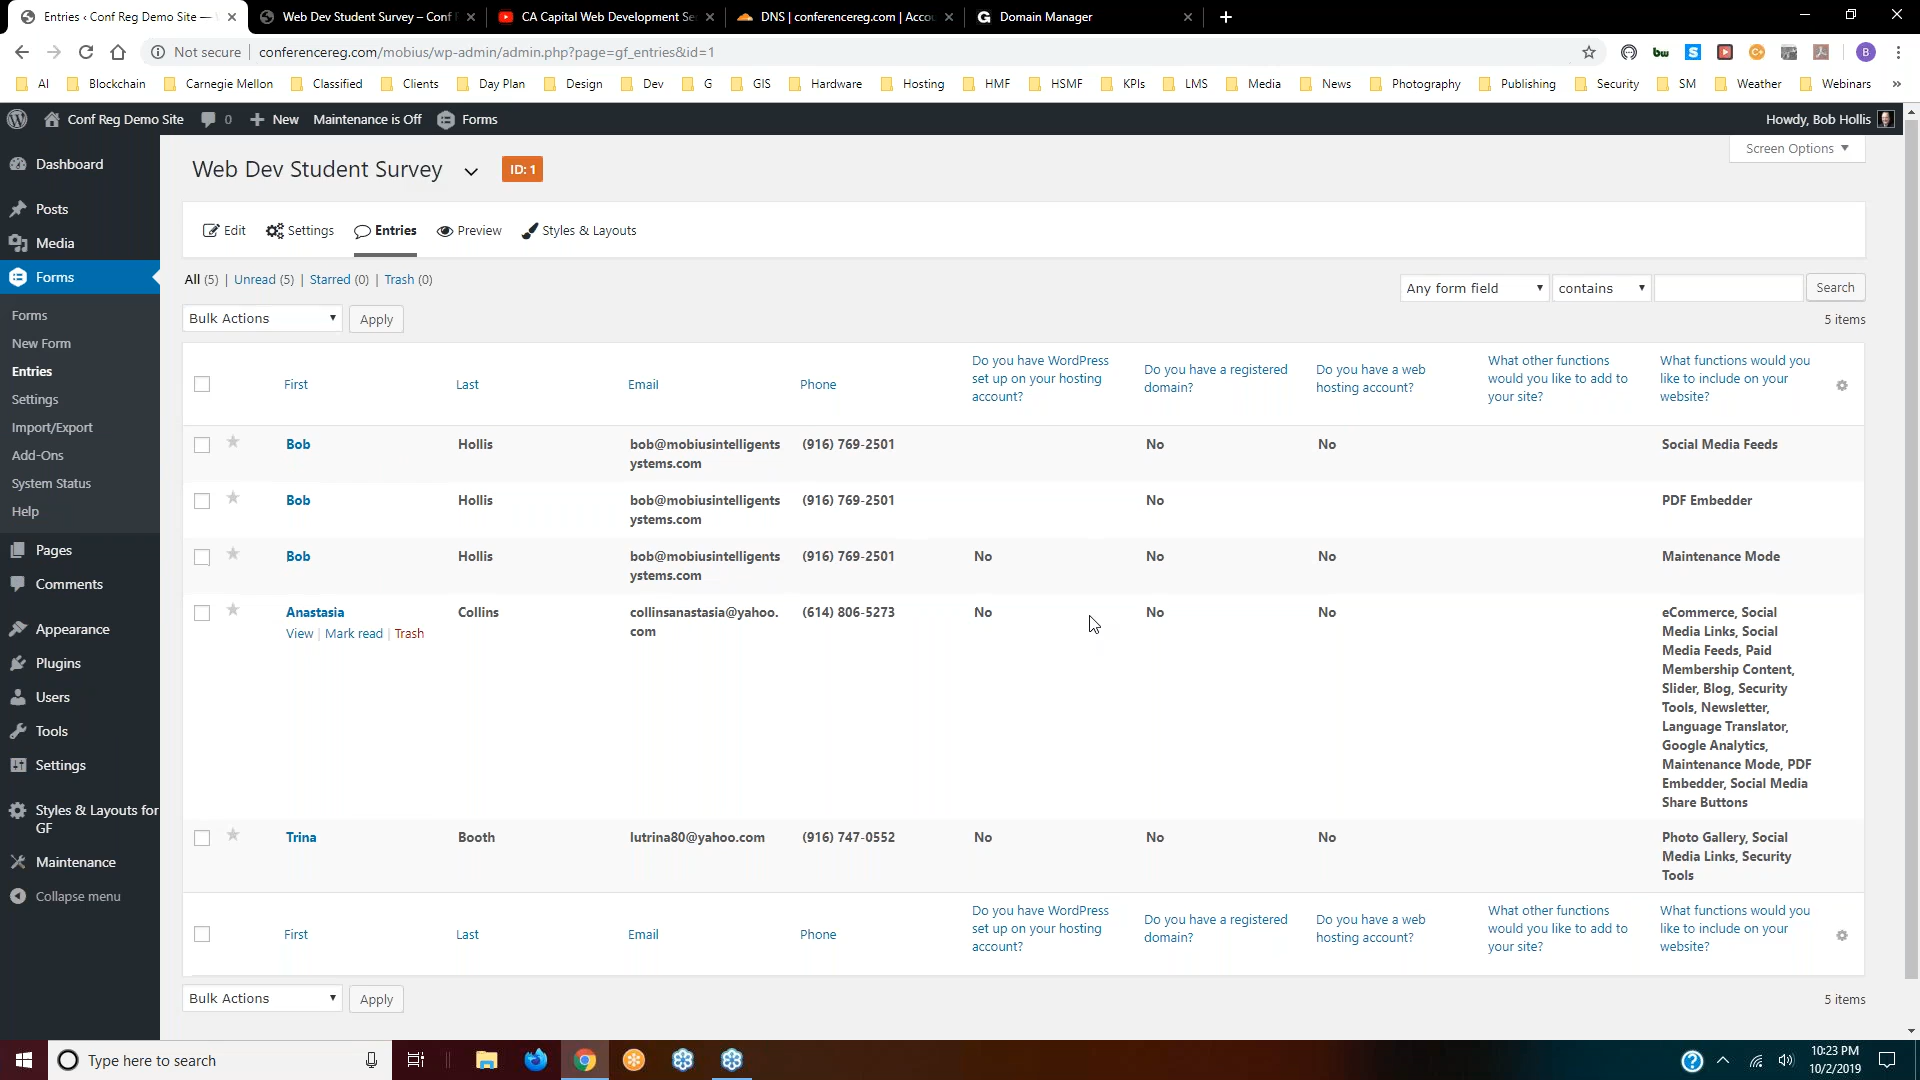 Entries ‹ Conf Reg Demo Site —
Web Dev Student Survey – Conf
CA Capital Web Development Se
DNS | conferencereg.com | Accou
Domain Manager
Not secure | conferencereg.com/mobius/wp-admin/admin.php?page=gf_entries&id=1
AI Blockchain Carnegie Mellon Classified Clients Day Plan Design Dev G GIS Hardware Hosting HMF HSMF KPIs LMS Media News Photography Publishing Security SM Weather Webinars »
Conf Reg Demo Site 0 New Maintenance is Off Forms Howdy, Bob Hollis
Dashboard
Posts
Media
Forms
Forms
New Form
Entries
Settings
Import/Export
Add-Ons
System Status
Help
Pages
Comments
Appearance
Plugins
Users
Tools
Settings
Styles & Layouts for
GF
Maintenance
Collapse menu
Screen Options
Web Dev Student Survey ID: 1
Edit Settings Entries Preview Styles & Layouts
All (5) | Unread (5) | Starred (0) | Trash (0)
Any form field contains Search
Bulk Actions Apply 5 items
First Last Email Phone
Do you have WordPress
set up on your hosting
account?
Do you have a registered
domain?
Do you have a web
hosting account?
What other functions
would you like to add to
your site?
What functions would you
like to include on your
website?
Bob Hollis bob@mobiusintelligents (916) 769-2501 No No Social Media Feeds
ystems.com
Bob Hollis bob@mobiusintelligents (916) 769-2501 No PDF Embedder
ystems.com
Bob Hollis bob@mobiusintelligents (916) 769-2501 No No No Maintenance Mode
ystems.com
Anastasia Collins collinsanastasia@yahoo. (614) 806-5273 No No No eCommerce, Social
com Media Links, Social
View | Mark read | Trash
Media Feeds, Paid
Membership Content,
Slider, Blog, Security
Tools, Newsletter,
Language Translator,
Google Analytics,
Maintenance Mode, PDF
Embedder, Social Media
Share Buttons
Trina Booth lutrina80@yahoo.com (916) 747-0552 No No No Photo Gallery, Social
Media Links, Security
Tools
First Last Email Phone
Do you have WordPress
set up on your hosting
account?
Do you have a registered
domain?
Do you have a web
hosting account?
What other functions
would you like to add to
your site?
What functions would you
like to include on your
website?
Bulk Actions Apply 5 items
Type here to search
10:23 PM
10/2/2019